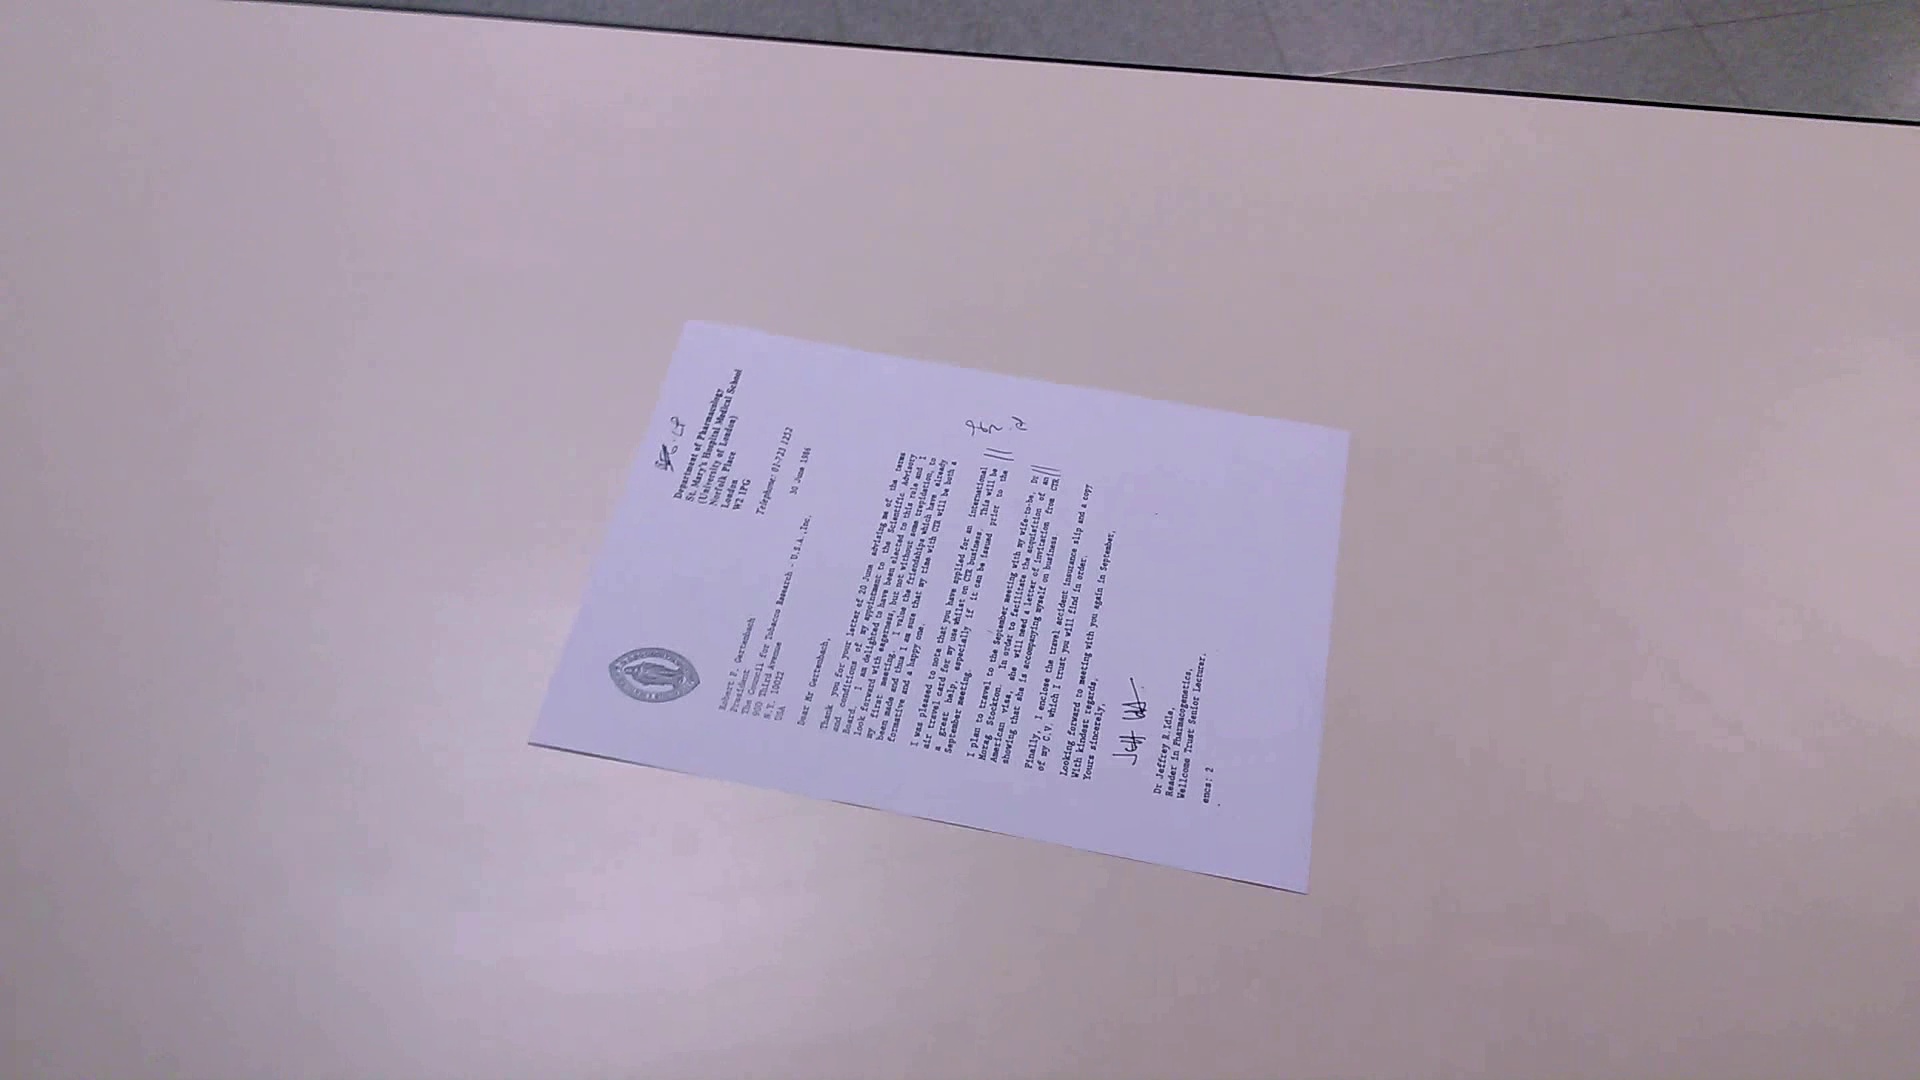 Department of Pharmacology
St. Mary's Hospital Medical School
(University of London)
Norfolk Place
London
W2 1PG
Telephone: 01-723 1252
30 June 1986
Robert F. Gertenbach
President
The Council for Tobacco Research - U.S.A., Inc.
900 Third Avenue
N.Y. 10022
USA
Dear Mr Gertenbach,
Thank you for your letter of 20 June advising me of the terms
and conditions of my appointment to the Scientific Advisory
Board. I am delighted to have been elected to this role and I
look forward with eagerness, but not without some trepidation, to
my first meeting. I value the friendships which have already
been made and thus I am sure that my time with CTR will be both a
formative and a happy one.
I was pleased to note that you have applied for an international
air travel card for my use whilst on CTR business. This will be
a great help, especially if it can be issued prior to the
September meeting.
I plan to travel to the September meeting with my wife-to-be, Dr
Morag Stockton. In order to facilitate the acquisition of an
American visa, she will need a letter of invitation from CTR
showing that she is accompanying myself on business.
Finally, I enclose the travel accident insurance slip and a copy
of my C.V. which I trust you will find in order.
Looking forward to meeting with you again in September,
With kindest regards,
Yours sincerely,
Dr Jeffrey R.Idle,
Reader in Pharmacogenetics,
Wellcome Trust Senior Lecturer.
encs: 2